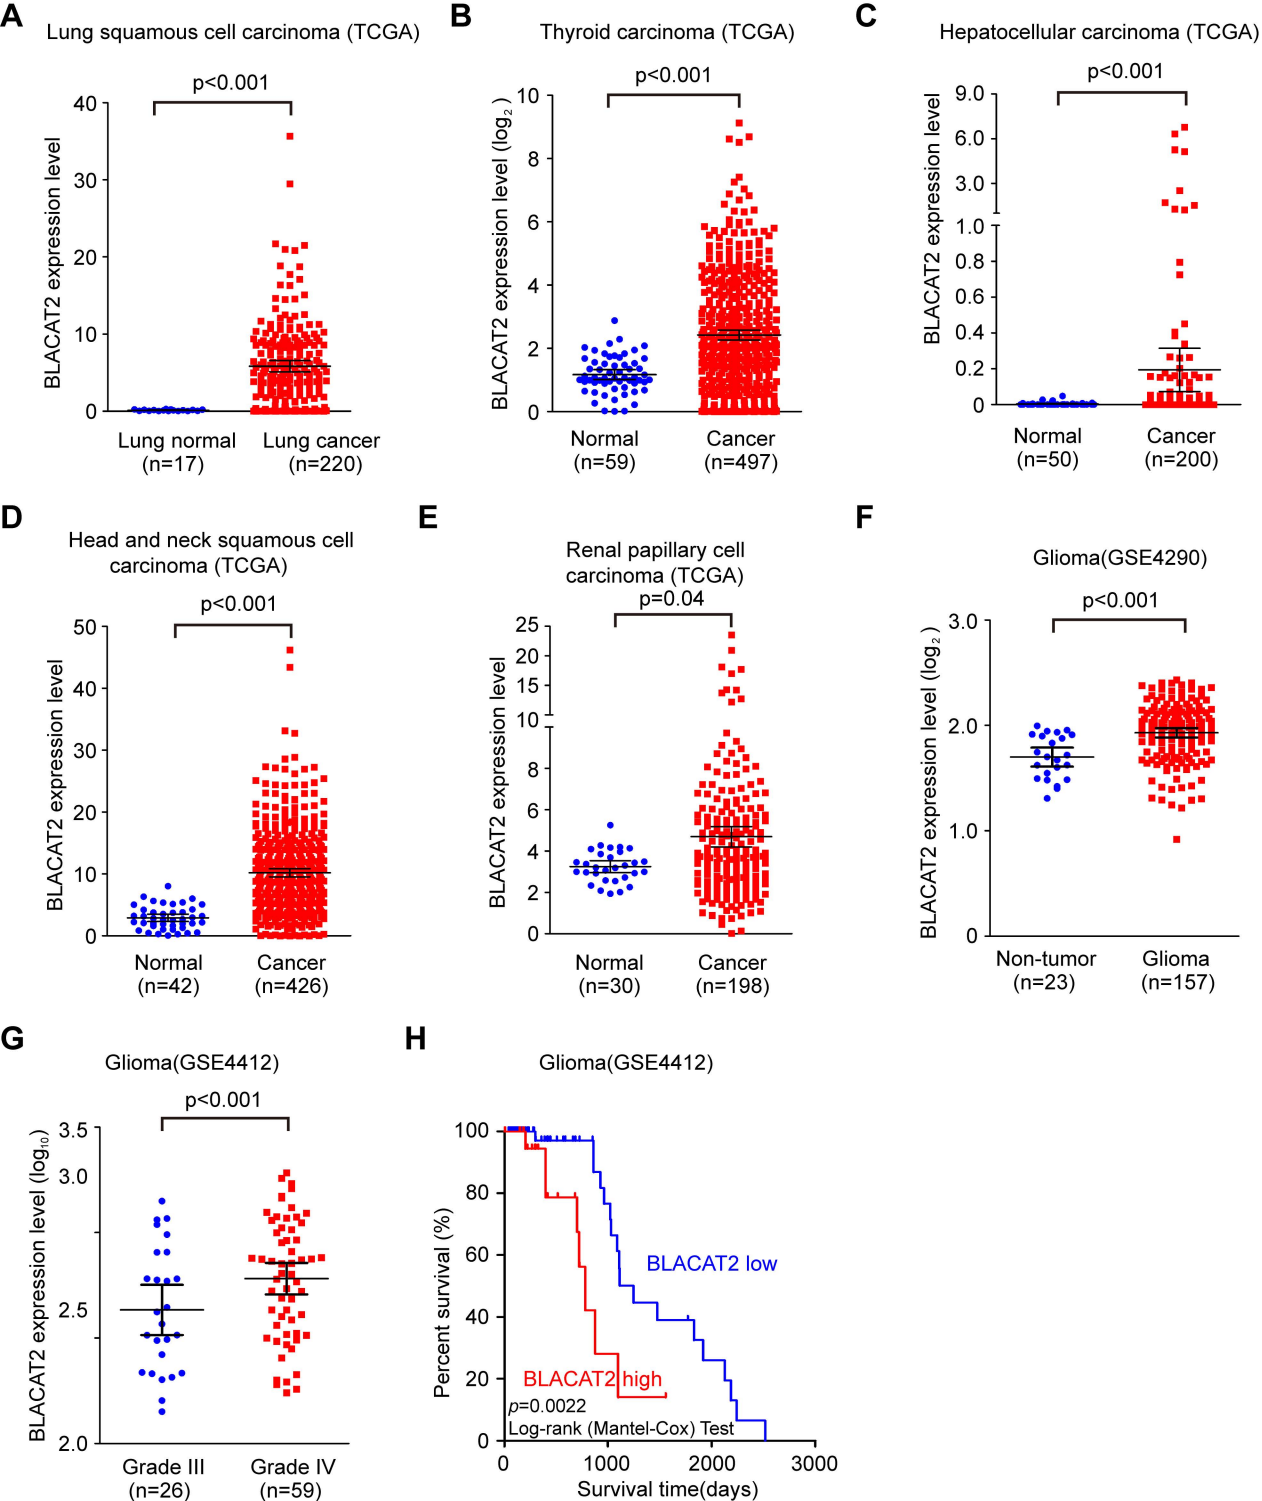 A
Lung squamous cell carcinoma (TCGA)
p<0.001
BLACAT2 expression level
40
30
20
10
0
Lung normal
(n=17)
Lung cancer
(n=220)
B
Thyroid carcinoma (TCGA)
p<0.001
BLACAT2 expression level (log2 )
10
8
6
4
2
0
Normal
(n=59)
Cancer
(n=497)
C
Hepatocellular carcinoma (TCGA)
p<0.001
BLACAT2 expression level
9.0
6.0
3.0
1.0
0.8
0.6
0.4
0.2
0
Normal
(n=50)
Cancer
(n=200)
D
Head and neck squamous cell
carcinoma (TCGA)
p<0.001
BLACAT2 expression level
50
40
30
20
10
0
Normal
(n=42)
Cancer
(n=426)
E
Renal papillary cell
carcinoma (TCGA)
p=0.04
BLACAT2 expression level
25
20
15
10
8
6
4
2
0
Normal
(n=30)
Cancer
(n=198)
F
Glioma(GSE4290)
p<0.001
BLACAT2 expression level (log2 )
3.0
2.0
1.0
0
Non-tumor
(n=23)
Glioma
(n=157)
G
Glioma(GSE4412)
p<0.001
BLACAT2 expression level (log10)
3.5
3.0
2.5
2.0
Grade III
(n=26)
Grade IV
(n=59)
H
Glioma(GSE4412)
Percent survival (%)
100
80
60
40
20
0
BLACAT2 low
BLACAT2 high
p=0.0022
Log-rank (Mantel-Cox) Test
0
1000
2000
3000
Survival time(days)